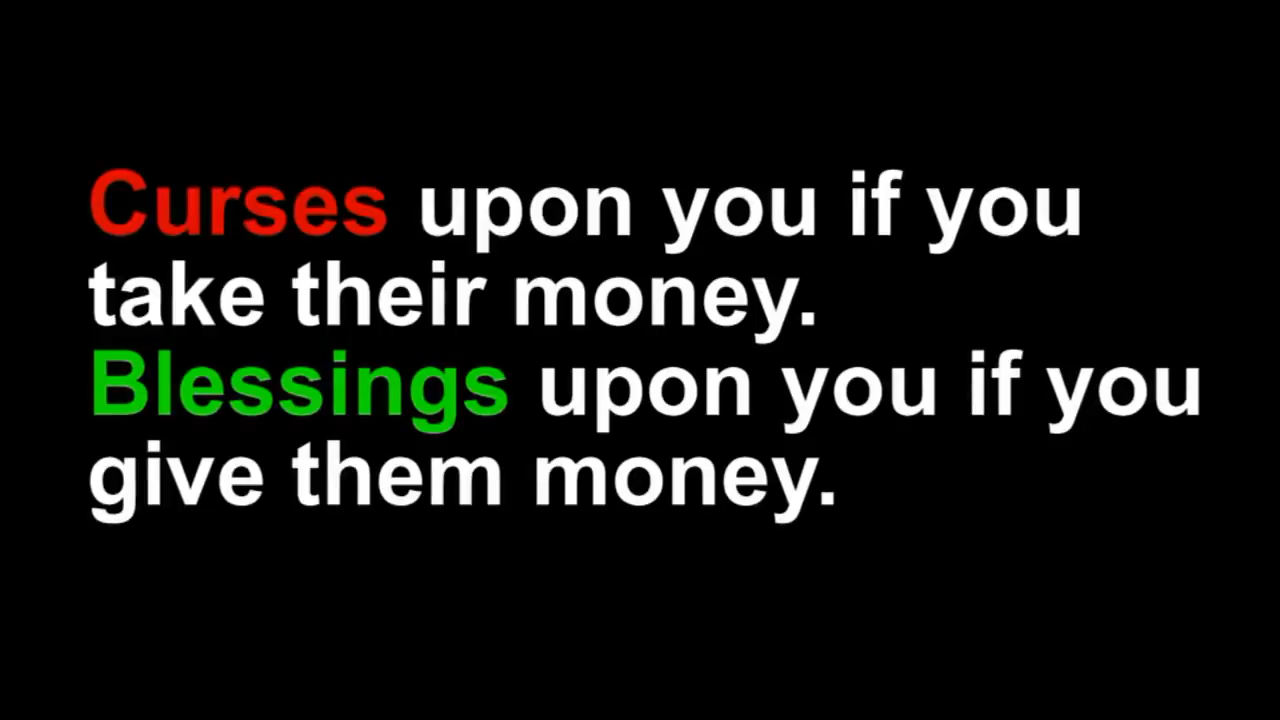 Curses upon you if you
take their money.
Blessings upon you if you
give them money.